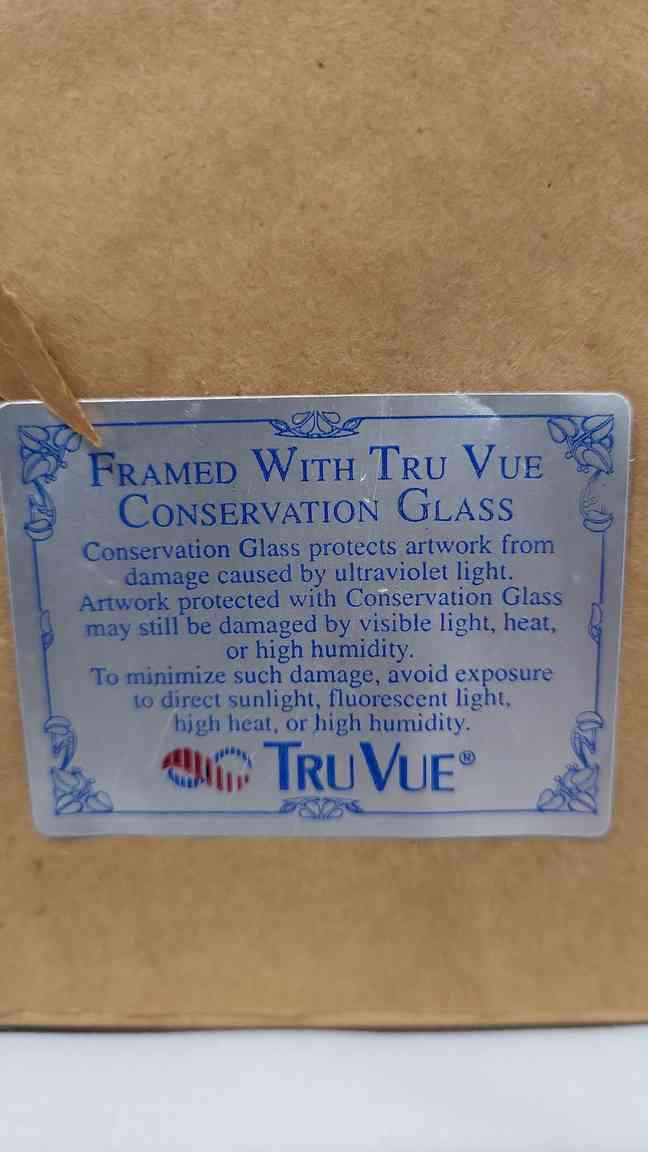 FRAMED WITH TRU VUE
CONSERVATION GLASS
Conservation Glass protects artwork from
damage caused by ultraviolet light.
Artwork protected with Conservation Glass
may still be damaged by visible light, heat,
or high humidity.
To minimize such damage, avoid exposure
to direct sunlight, fluorescent light,
high heat, or high humidity.
TRU VUE®